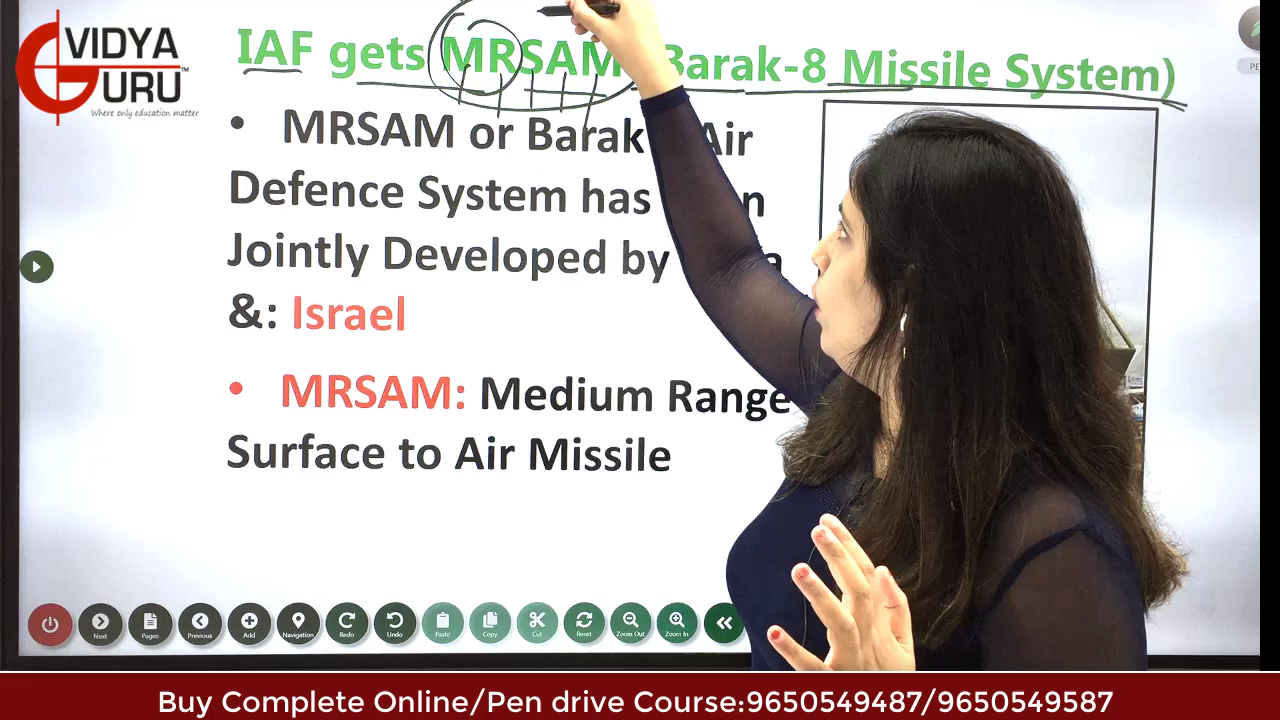 VIDYA
GURU
Where only education matter
IAF gets MRSAM Barak-8 Missile System)
• MRSAM or Barak Air
Defence System has
Jointly Developed by
&: Israel
• MRSAM: Medium Range
Surface to Air Missile
Next Pages Previous Add Navigation Redo Undo Paste Copy Cut Reset Zoom Out Zoom In
Buy Complete Online/Pen drive Course:9650549487/9650549587